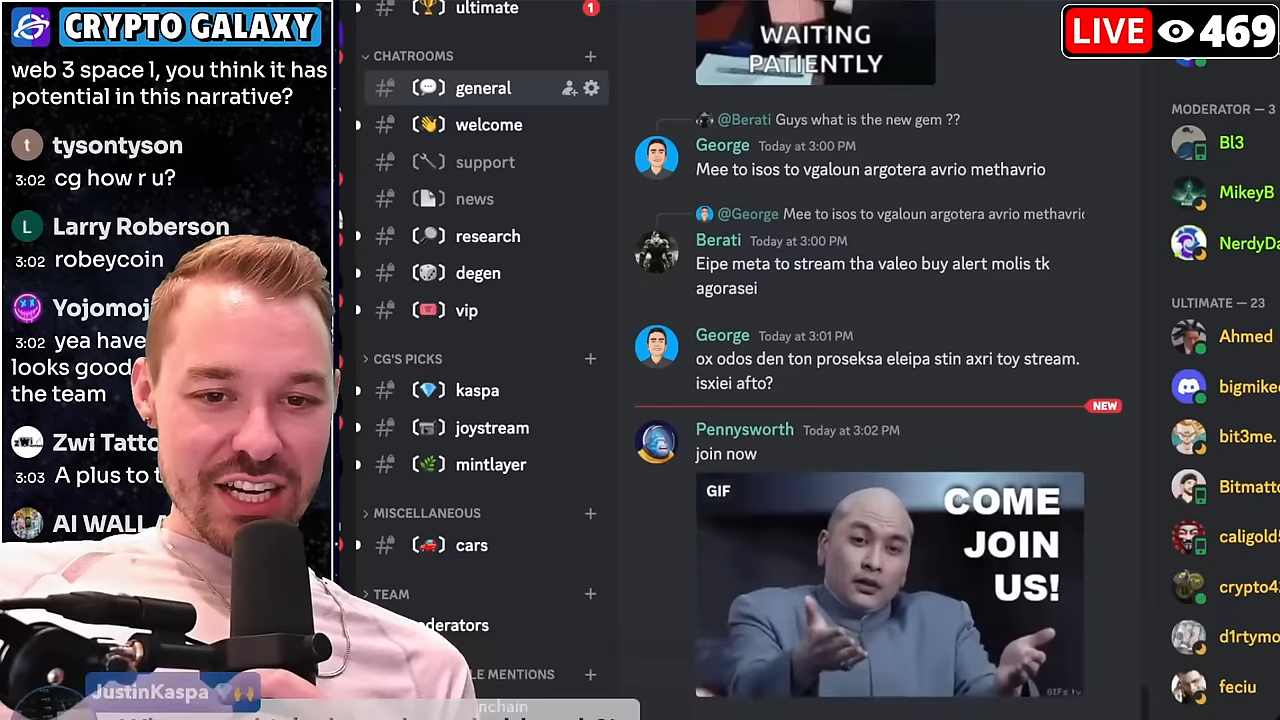 CRYPTO GALAXY
web 3 space l, you think it has
potential in this narrative?
t
tysontyson
3:02 cg how r u?
L
Larry Roberson
3:02 robeycoin
3:02 yea have
looks good
the team
Zwi
3:03 A plus to
AI WALL
JustinKaspa
ultimate
1
CHATROOMS
general
welcome
support
news
research
degen
vip
CG'S PICKS
kaspa
joystream
mintlayer
MISCELLANEOUS
cars
TEAM
MENTIONS
WAITING
PATIENTLY
@Berati Guys what is the new gem ??
George Today at 3:00 PM
Mee to isos to vgaloun argotera avrio methavrio
@George Mee to isos to vgaloun argotera avrio methavrio
Berati Today at 3:00 PM
Eipe meta to stream tha valeo buy alert molis tk
agorasei
George Today at 3:01 PM
ox odos den ton proseksa eleipa stin axri toy stream.
isxiei afto?
NEW
Pennysworth Today at 3:02 PM
join now
GIF
COME
JOIN
US!
GIFs.tv
LIVE 469
MODERATOR — 3
Bl3
MikeyB
NerdyDa
ULTIMATE — 23
Ahmed
bigmike
bit3me.
Bitmatt
caligold
crypto4
d1rtymo
feciu